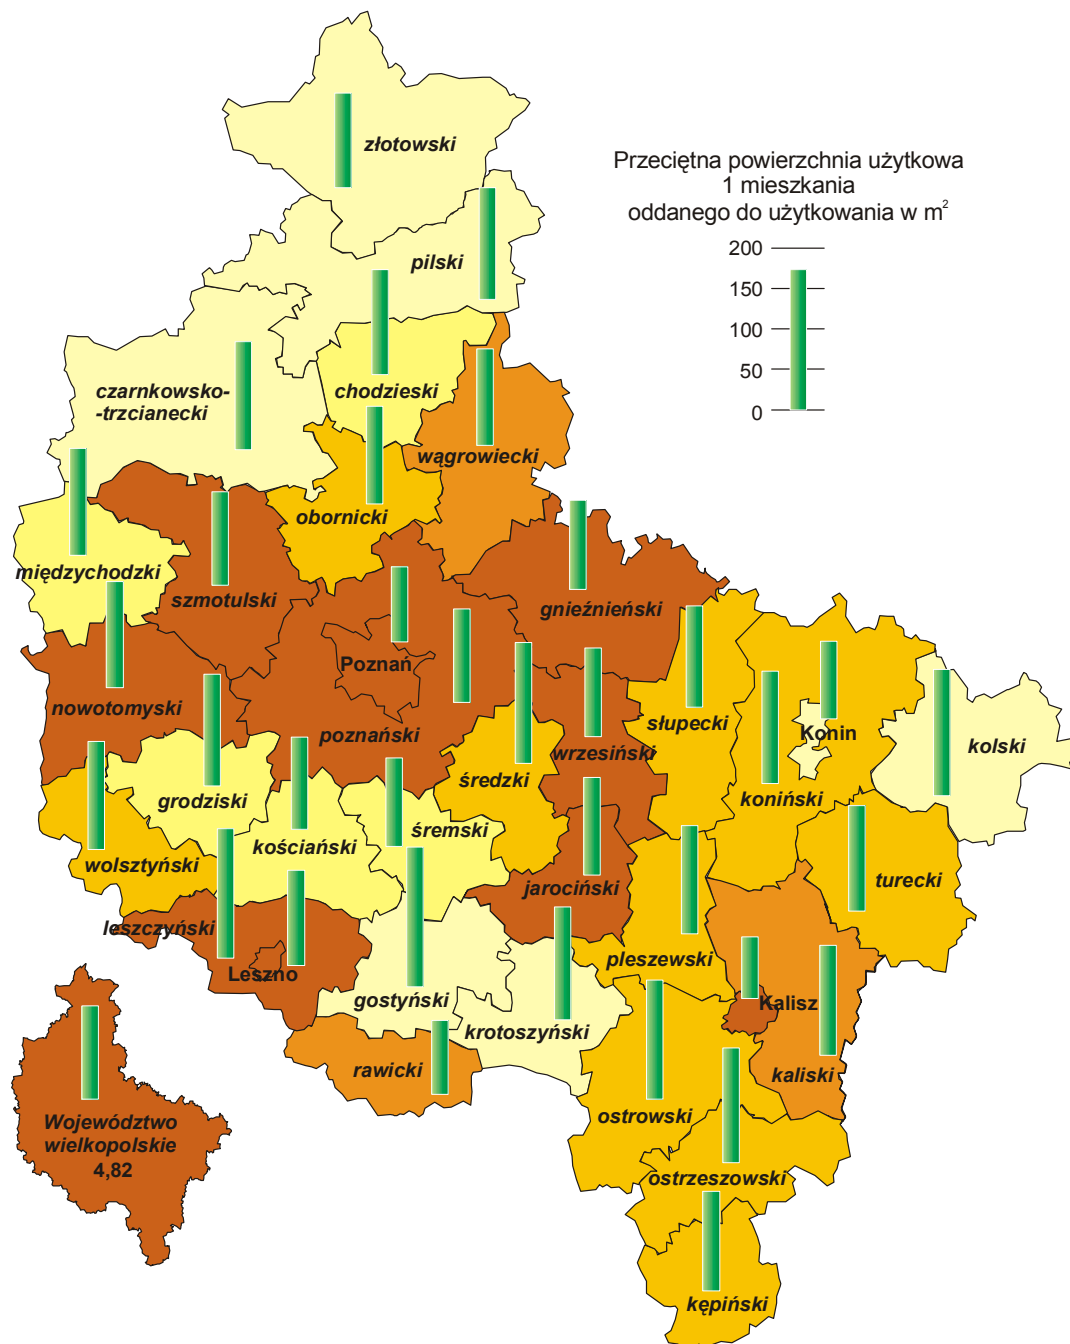 złotowski
Przeciętna powierzchnia użytkowa
1 mieszkania
oddanego do użytkowania w m²
200
150
100
50
0
pilski
czarnkowsko-
-trzcianecki
chodzieski
wągrowiecki
obornicki
międzychodzki
szmotulski
gnieźnieński
Poznań
nowotomyski
poznański
słupecki
Konin
wrzesiński
kolski
średzki
koniński
grodziski
kościański
śremski
wolsztyński
jarociński
turecki
leszczyński
Leszno
pleszewski
gostyński
krotoszyński
Kalisz
rawicki
kaliski
ostrowski
Województwo
wielkopolskie
4,82
ostrzeszowski
kępiński